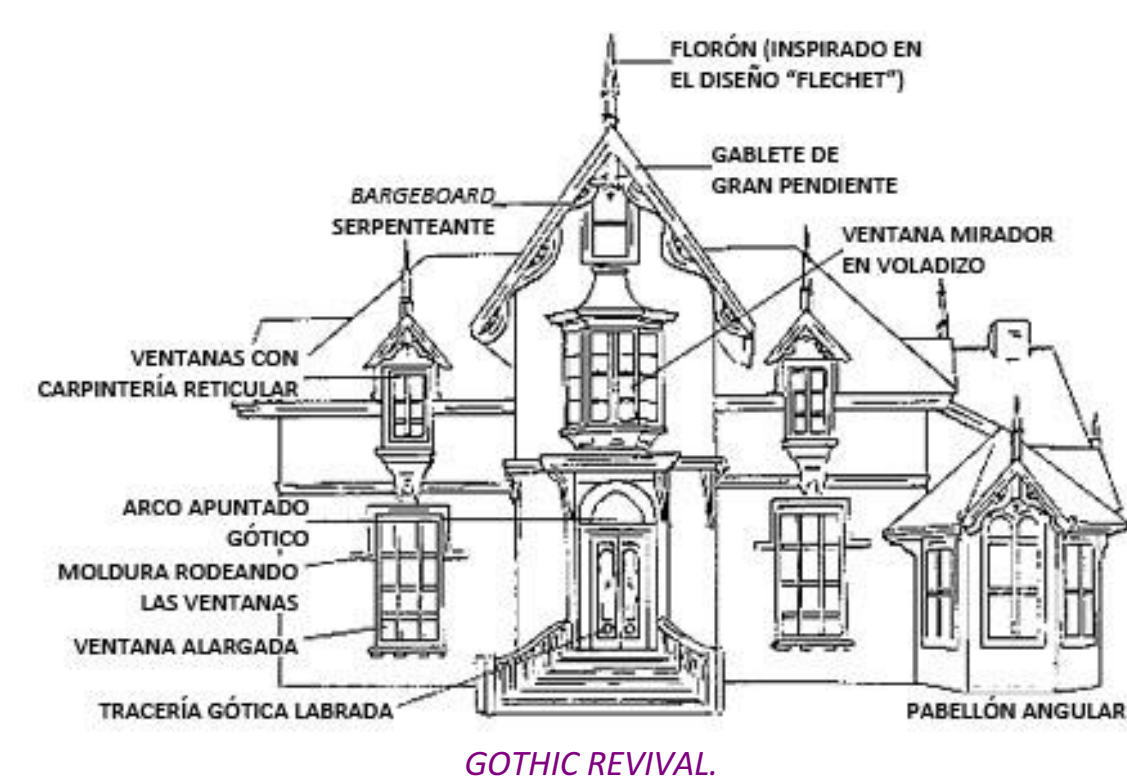 FLORÓN (INSPIRADO EN
EL DISEÑO “FLECHET”)
GABLETE DE
GRAN PENDIENTE
BARGEBOARD
SERPENTEANTE
VENTANA MIRADOR
EN VOLADIZO
VENTANAS CON
CARPINTERÍA RETICULAR
ARCO APUNTADO
GÓTICO
MOLDURA RODEANDO
LAS VENTANAS
VENTANA ALARGADA
TRACERÍA GÓTICA LABRADA
PABELLÓN ANGULAR
GOTHIC REVIVAL.